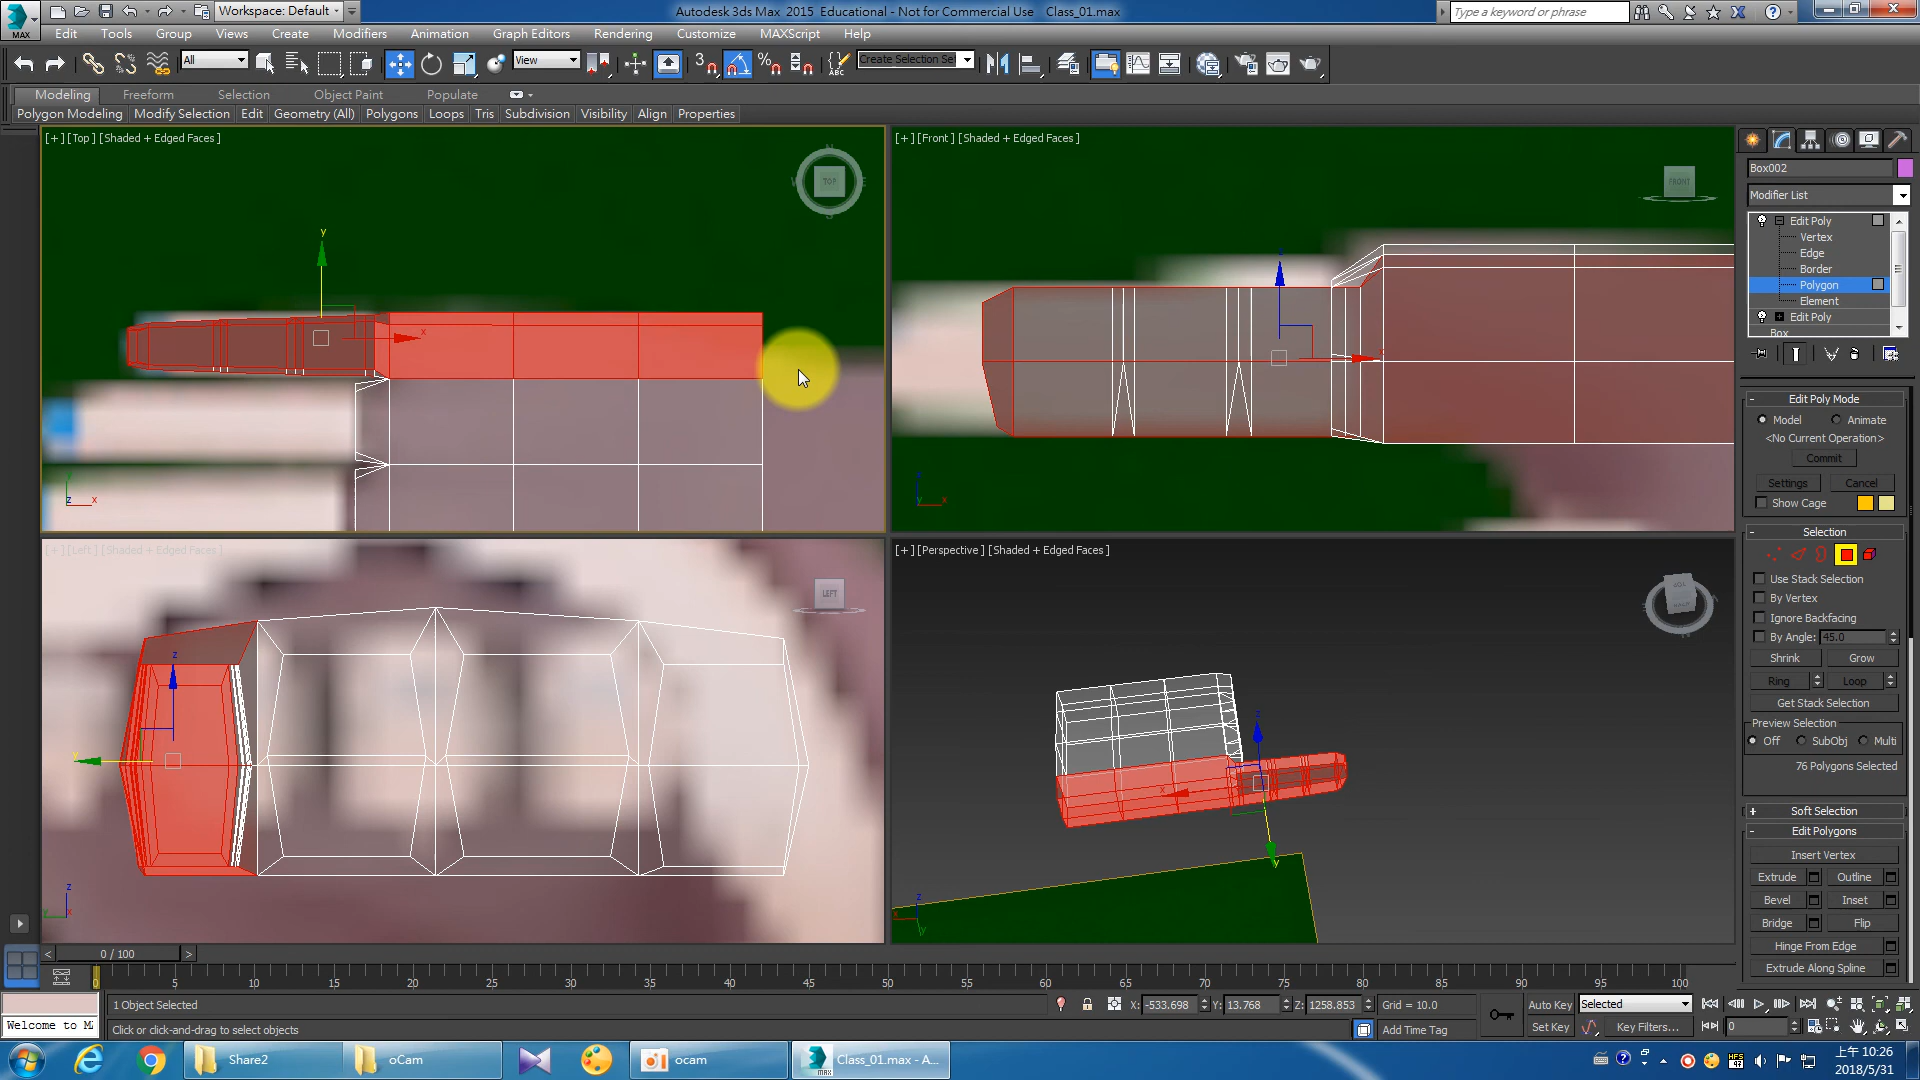 MAX
Workspace: Default
Autodesk 3ds Max 2015 Educational - Not for Commercial Use Class_01.max
Type a keyword or phrase
Edit Tools Group Views Create Modifiers Animation Graph Editors Rendering Customize MAXScript Help
All
View
3
Create Selection Se
Modeling Freeform Selection Object Paint Populate
Polygon Modeling Modify Selection Edit Geometry (All) Polygons Loops Tris Subdivision Visibility Align Properties
[+][Top][Shaded + Edged Faces]
[+][Front][Shaded + Edged Faces]
TOP
FRONT
Box002
Modifier List
Edit Poly
Vertex
Edge
Border
Polygon
Element
Edit Poly
Box
Edit Poly Mode
Model Animate
<No Current Operation>
Commit
Settings Cancel
Show Cage
[+][Left][Shaded + Edged Faces]
[+][Perspective][Shaded + Edged Faces]
LEFT
Selection
Use Stack Selection
By Vertex
Ignore Backfacing
By Angle: 45.0
Shrink Grow
Ring Loop
Get Stack Selection
Preview Selection
Off SubObj Multi
76 Polygons Selected
Soft Selection
Edit Polygons
Insert Vertex
Extrude Outline
Bevel Inset
Bridge Flip
Hinge From Edge
Extrude Along Spline
0 / 100
0 5 10 15 20 25 30 35 40 45 50 55 60 65 70 75 80 85 90 95 100
1 Object Selected
X: -533.698 Y: 13.768 Z: 1258.853 Grid = 10.0
Auto Key Selected
Welcome to M
Click or click-and-drag to select objects
Add Time Tag
Set Key Key Filters... 0
Share2
oCam
ocam
Class_01.max - A...
上午 10:26
2018/5/31